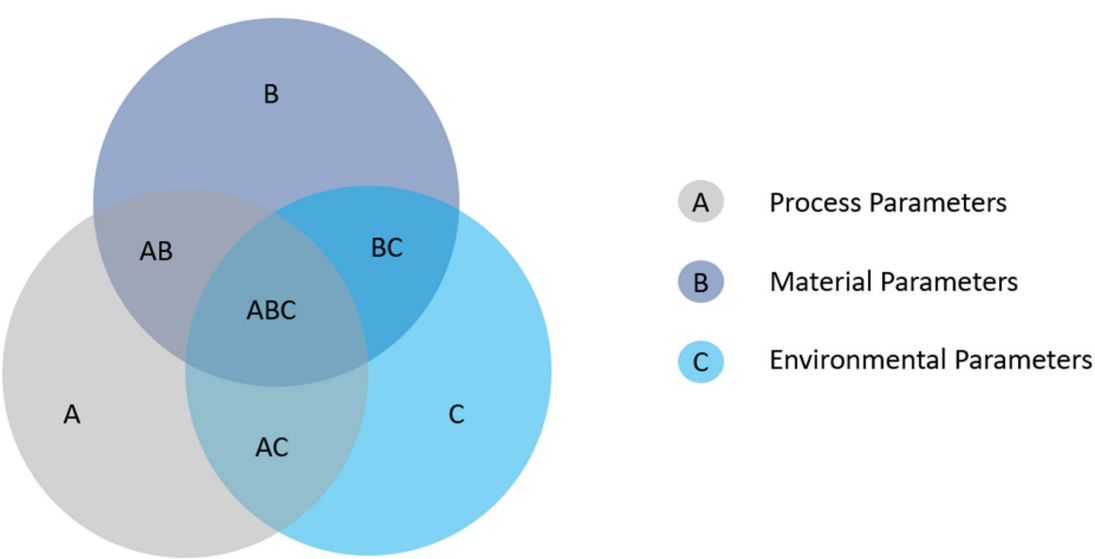 B
AB
BC
ABC
A
C
AC
A Process Parameters
B Material Parameters
C Environmental Parameters